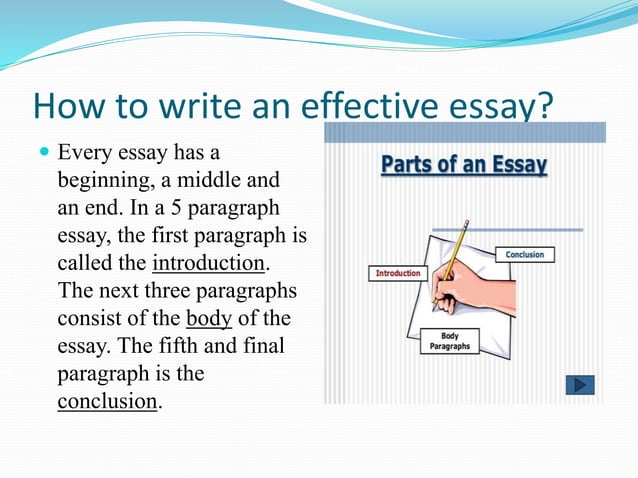 How to write an effective essay?
Every essay has a
beginning, a middle and
an end. In a 5 paragraph
essay, the first paragraph is
called the introduction.
The next three paragraphs
consist of the body of the
essay. The fifth and final
paragraph is the
conclusion.
Parts of an Essay
Conclusion
Introduction
Body
Paragraphs